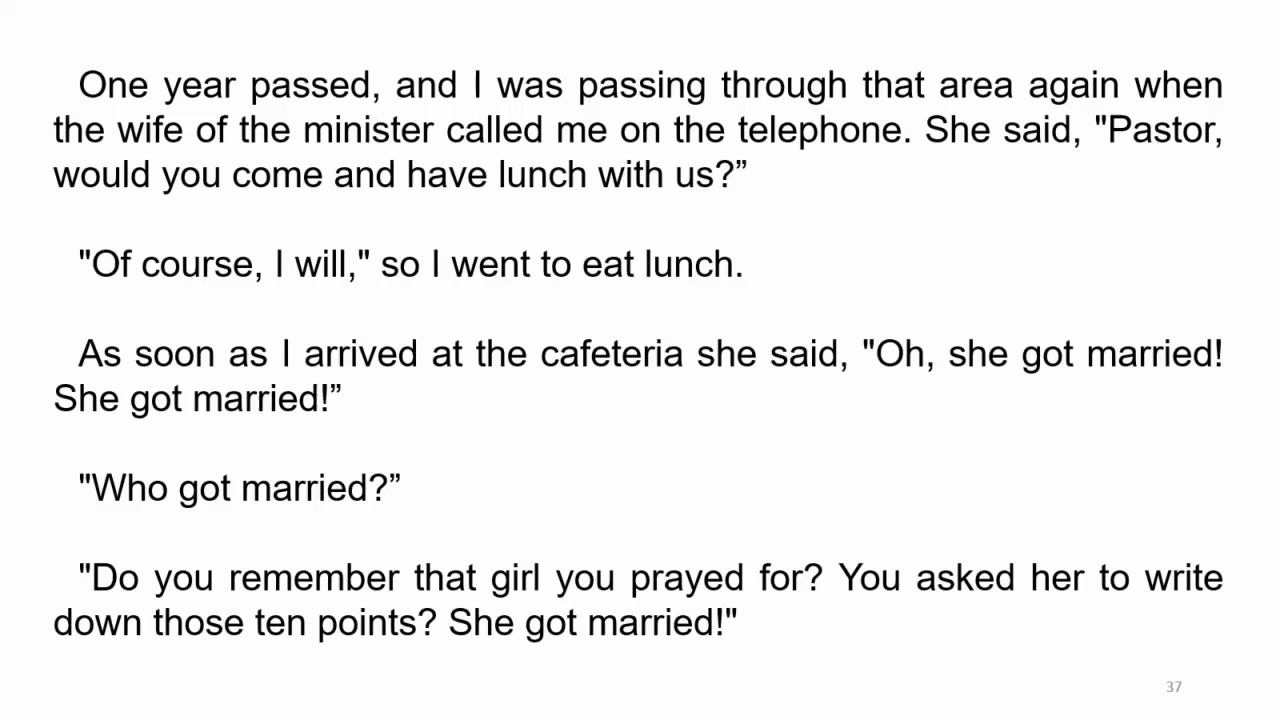 One year passed, and I was passing through that area again when
the wife of the minister called me on the telephone. She said, "Pastor,
would you come and have lunch with us?”
"Of course, I will," so I went to eat lunch.
As soon as I arrived at the cafeteria she said, "Oh, she got married!
She got married!”
"Who got married?”
"Do you remember that girl you prayed for? You asked her to write
down those ten points? She got married!"
37